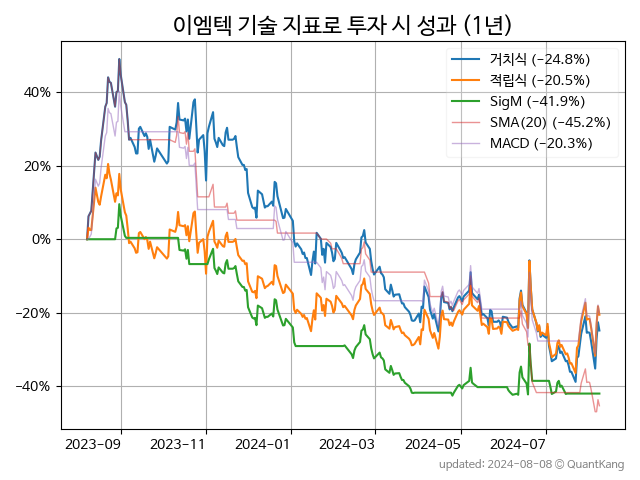 이엠텍 기술 지표로 투자 시 성과 (1년)
거치식 (−24.8%)
적립식 (−20.5%)
SigM (−41.9%)
SMA(20) (−45.2%)
MACD (−20.3%)
40%
20%
0%
−20%
−40%
2023−09 2023−11 2024−01 2024−03 2024−05 2024−07
updated: 2024-08-08 © QuantKang